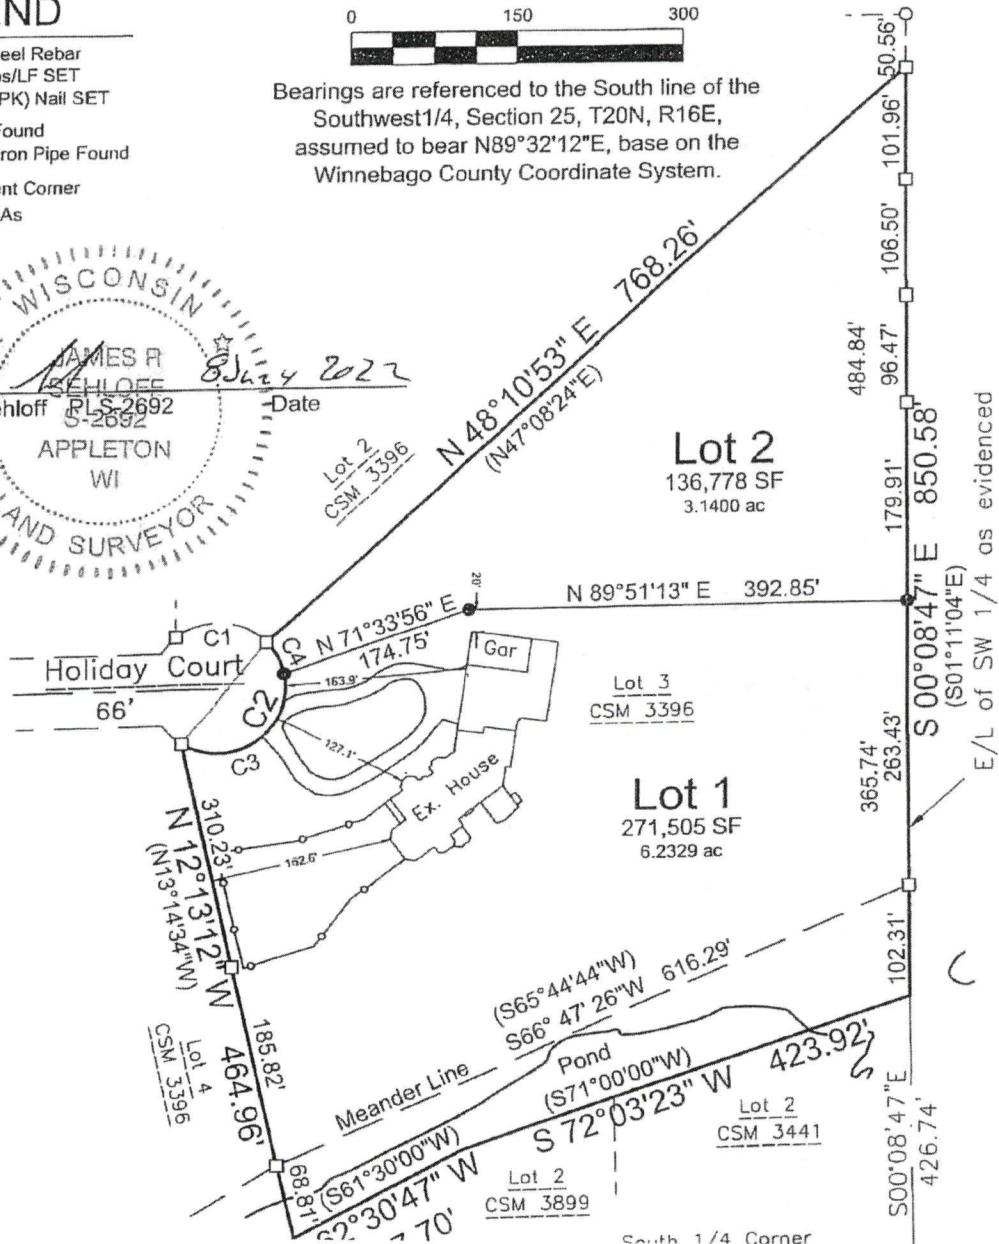 ND
eel Rebar
s/LF SET
PK) Nail SET
Found
ron Pipe Found
nt Corner
As
0 150 300
Bearings are referenced to the South line of the
Southwest1/4, Section 25, T20N, R16E,
assumed to bear N89°32'12"E, base on the
Winnebago County Coordinate System.
WISCONSIN
JAMES R
SEHLOFF
S-2692
APPLETON
WI
AND SURVEYOR
8 July 2022
ehloff PLS-2692 Date
50.56'
101.96'
106.50'
96.47'
484.84'
179.91'
N 48°10'53" E 768.26'
(N47°08'24"E)
Lot 2
CSM 3396
Lot 2
136,778 SF
3.1400 ac
S 00°08'47" E 850.58'
(S01°11'04"E)
E/L of SW 1/4 as evidenced
N 89°51'13" E 392.85'
20'
N 71°33'56" E
174.75'
C1
C4
Holiday Court
66'
C2
C3
163.9'
Gar
127.1'
Ex. House
162.6'
Lot 3
CSM 3396
Lot 1
271,505 SF
6.2329 ac
365.74'
263.43'
102.31'
310.23'
N 12°13'12" W 464.96'
(N13°14'34"W)
185.82'
68.81'
Lot 4
CSM 3396
(S65°44'44"W)
S66° 47' 26"W 616.29'
Meander Line
Pond
(S71°00'00"W)
S 72°03'23" W 423.92'
(S61°30'00"W)
62°30'47" W
7.70'
Lot 2
CSM 3441
Lot 2
CSM 3899
S00°08'47"E
426.74'
South 1/4 Corner